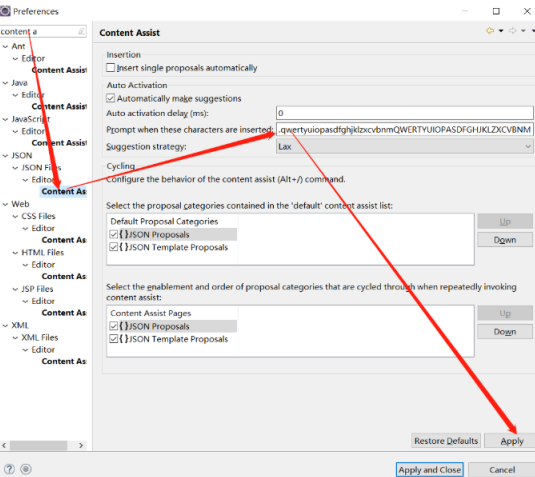 Preferences
content a
Ant
Editor
Content Assist
Java
Editor
Content Assist
JavaScript
Editor
Content Assist
JSON
JSON Files
Editor
Content As
Web
CSS Files
Editor
Content As
HTML Files
Editor
Content As
JSP Files
Editor
Content As
XML
XML Files
Editor
Content As
Content Assist
Insertion
Insert single proposals automatically
Auto Activation
Automatically make suggestions
Auto activation delay (ms):
0
Prompt when these characters are inserted:
.qwertyuiopasdfghjklzxcvbnmQWERTYUIOPASDFGHJKLZXCVBNM
Suggestion strategy:
Lax
Cycling
Configure the behavior of the content assist (Alt+/) command.
Select the proposal categories contained in the 'default' content assist list:
Default Proposal Categories
{ }JSON Proposals
{ }JSON Template Proposals
Up
Down
Select the enablement and order of proposal categories that are cycled through when repeatedly invoking
content assist:
Content Assist Pages
{ }JSON Proposals
{ }JSON Template Proposals
Up
Down
Restore Defaults
Apply
Apply and Close
Cancel